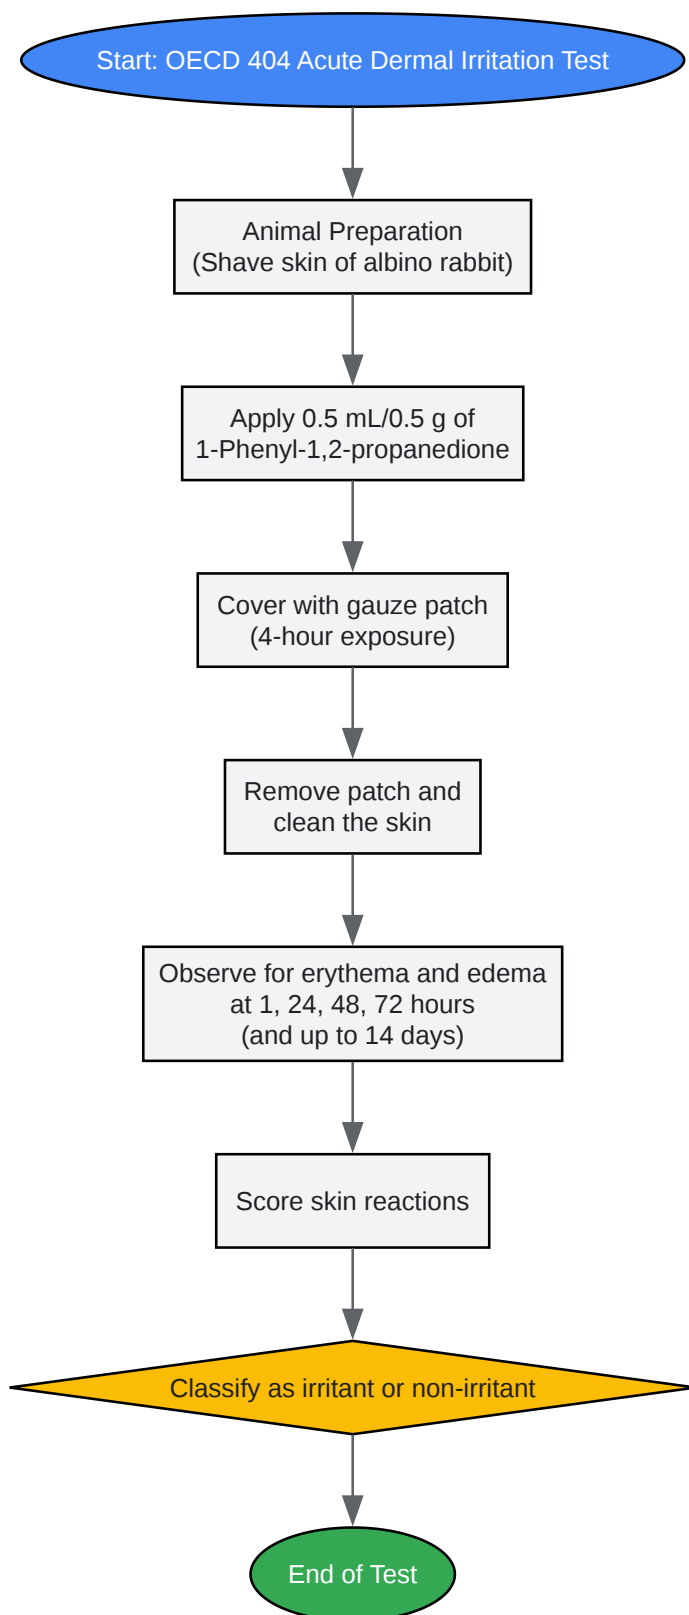 Start: OECD 404 Acute Dermal Irritation Test
Animal Preparation
(Shave skin of albino rabbit)
Apply 0.5 mL/0.5 g of
1-Phenyl-1,2-propanedione
Cover with gauze patch
(4-hour exposure)
Remove patch and
clean the skin
Observe for erythema and edema
at 1, 24, 48, 72 hours
(and up to 14 days)
Score skin reactions
Classify as irritant or non-irritant
End of Test